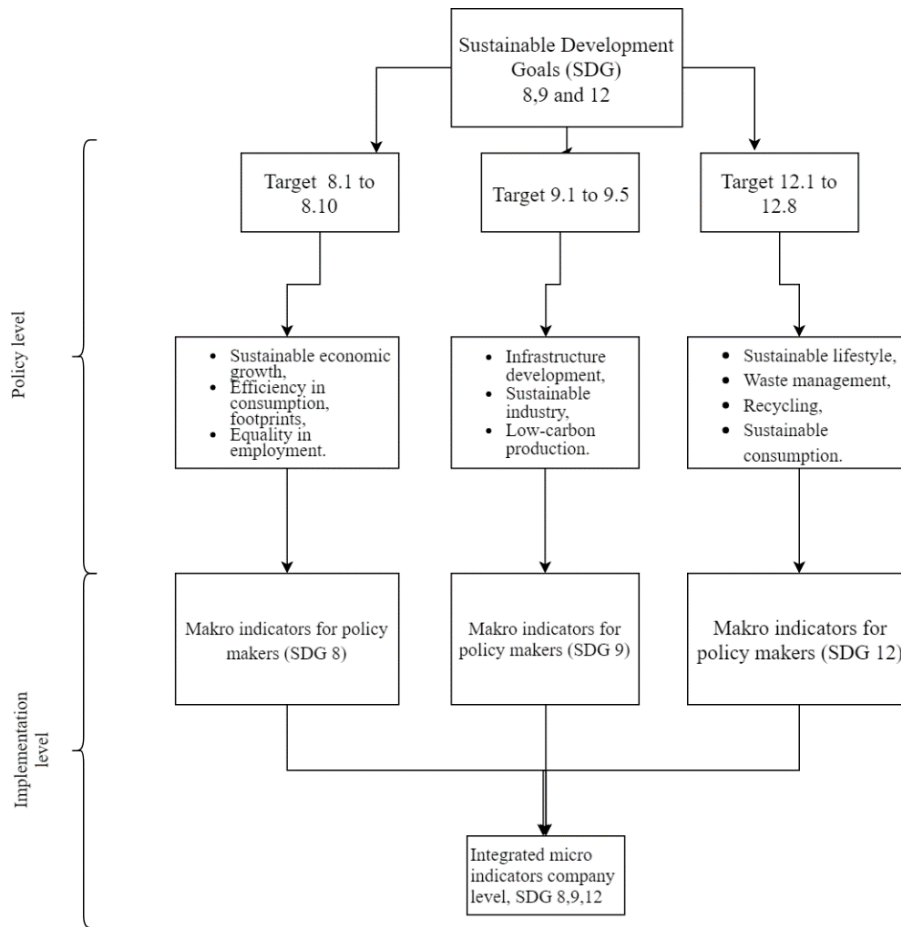 Sustainable Development
Goals (SDG)
8,9 and 12
Target 8.1 to
8.10
Target 9.1 to 9.5
Target 12.1 to
12.8
Policy level
• Sustainable economic
growth,
• Efficiency in
consumption,
footprints,
• Equality in
employment.
• Infrastructure
development,
• Sustainable
industry,
• Low-carbon
production.
• Sustainable lifestyle,
• Waste management,
• Recycling,
• Sustainable
consumption.
Implementation
level
Makro indicators for policy
makers (SDG 8)
Makro indicators for
policy makers (SDG 9)
Makro indicators for
policy makers (SDG 12)
Integrated micro
indicators company
level, SDG 8,9,12